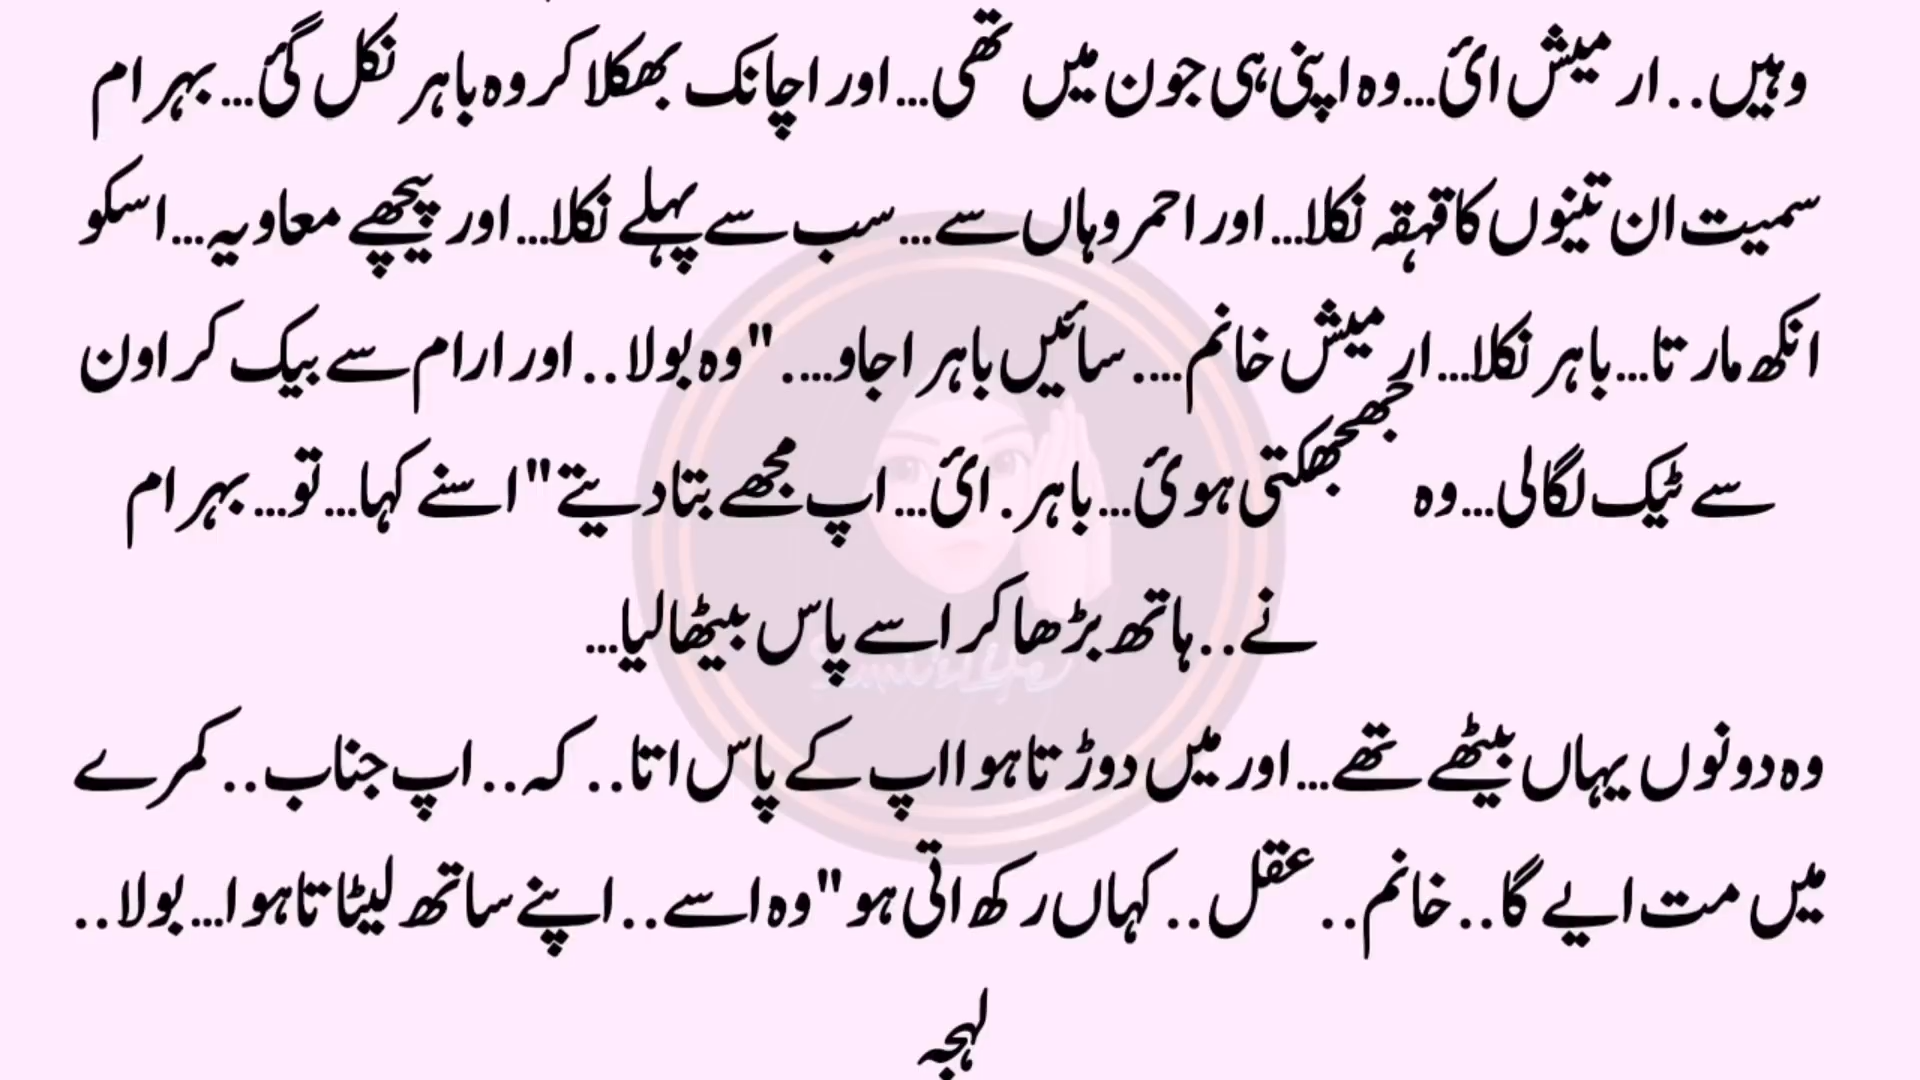 وہیں.. ارمیش ائ... وہ اپنی ہی جون میں تھی... اور اچانک بھکلا کر وہ باہر نکل گئ... بہرام
سمیت ان تینوں کا قہقہ نکلا... اور احمر وہاں سے... سب سے پہلے نکلا... اور پیچھے معاویہ... اسکو
انکھ مارتا... باہر نکلا... ارمیش خانم.... سائیں باہر اجاو...." وہ بولا.. اور ارام سے بیک کراون
سے ٹیک لگالی... وہ جھجھکتی ہوئ... باہر. ائ... اپ مجھے بتا دیتے" اسنے کہا... تو... بہرام
نے.. ہاتھ بڑھا کر اسے پاس بیٹھا لیا...
وہ دونوں یہاں بیٹھے تھے... اور میں دوڑتا ہوا اپ کے پاس اتا.. کہ.. اپ جناب.. کمرے
میں مت ایے گا.. خانم.. عقل.. کہاں رکھ اتی ہو" وہ اسے.. اپنے ساتھ لیٹاتا ہوا... بولا..
لہجہ